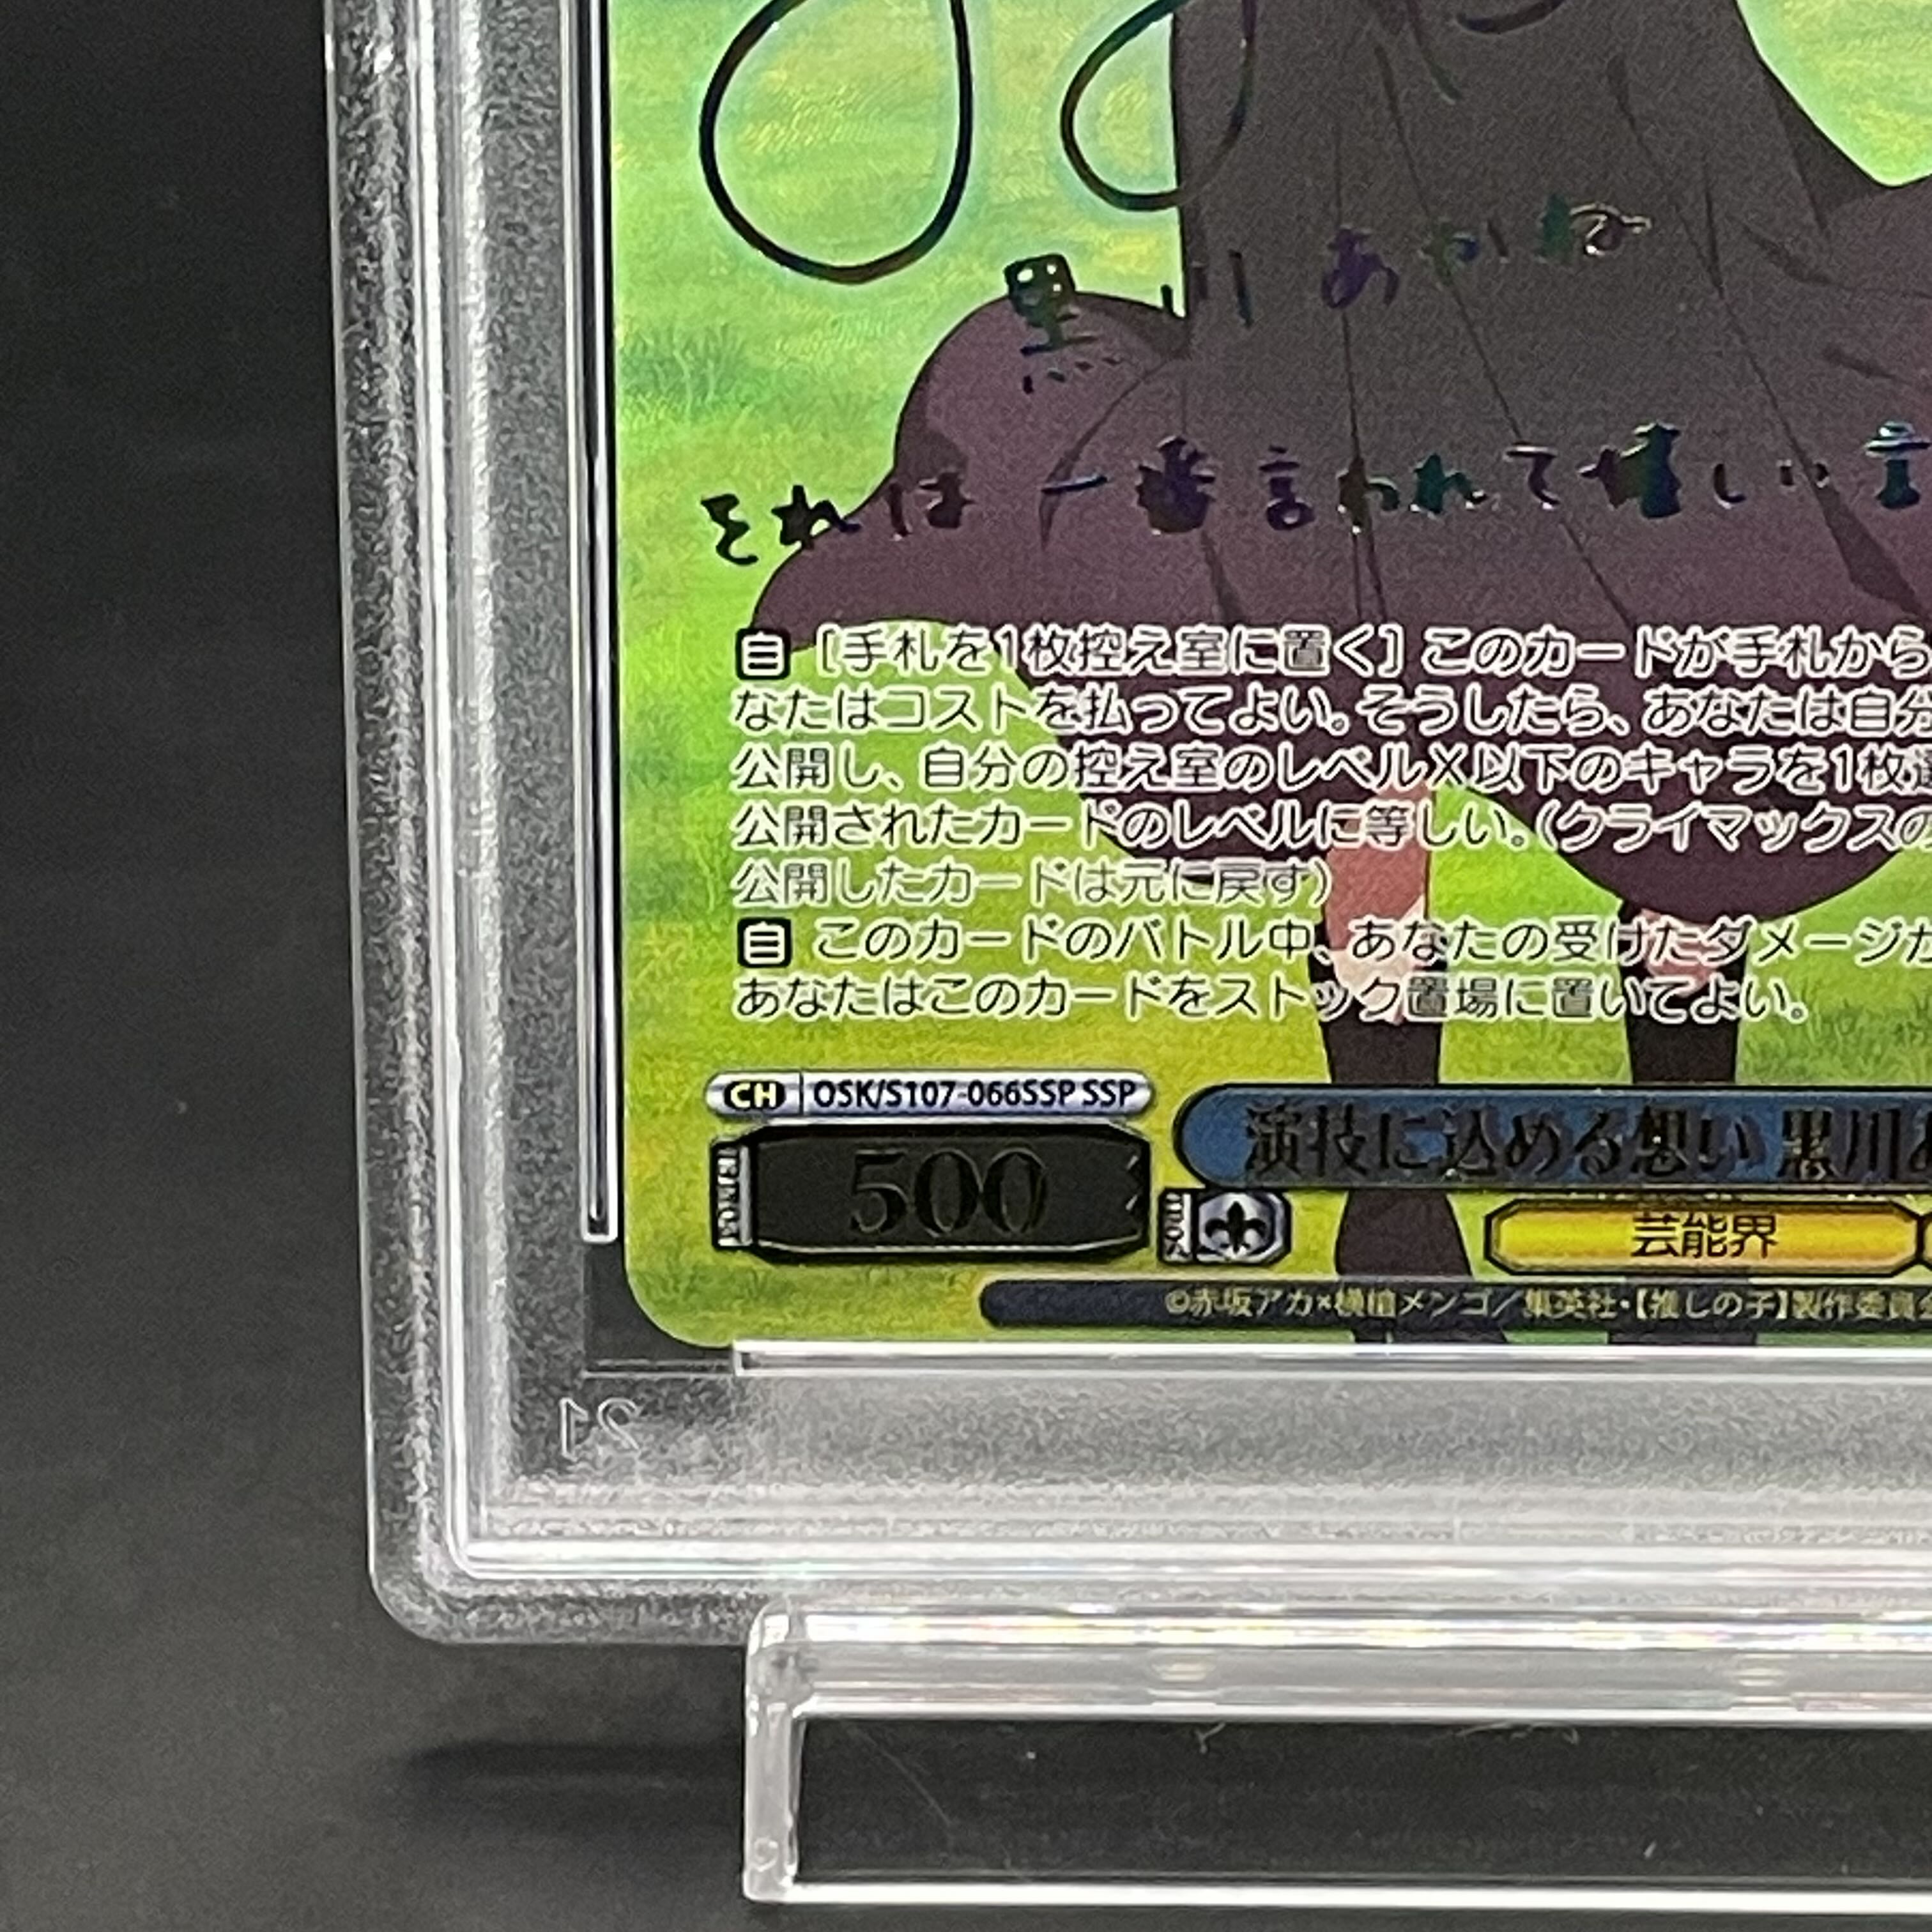 黒川あかね
それは一番言われて嬉しい言
自 [手札を1枚控え室に置く] このカードが手札から
なたはコストを払ってよい。そうしたら、あなたは自分
公開し、自分の控え室のレベルX以下のキャラを1枚選
公開されたカードのレベルに等しい。(クライマックスの
公開したカードは元に戻す)
自 このカードのバトル中、あなたの受けたダメージが
あなたはこのカードをストック置場に置いてよい。
CH OSK/S107-066SSP SSP
演技に込める想い 黒川あ
500
芸能界
©赤坂アカ×横槍メンゴ/集英社・【推しの子】製作委員会
21